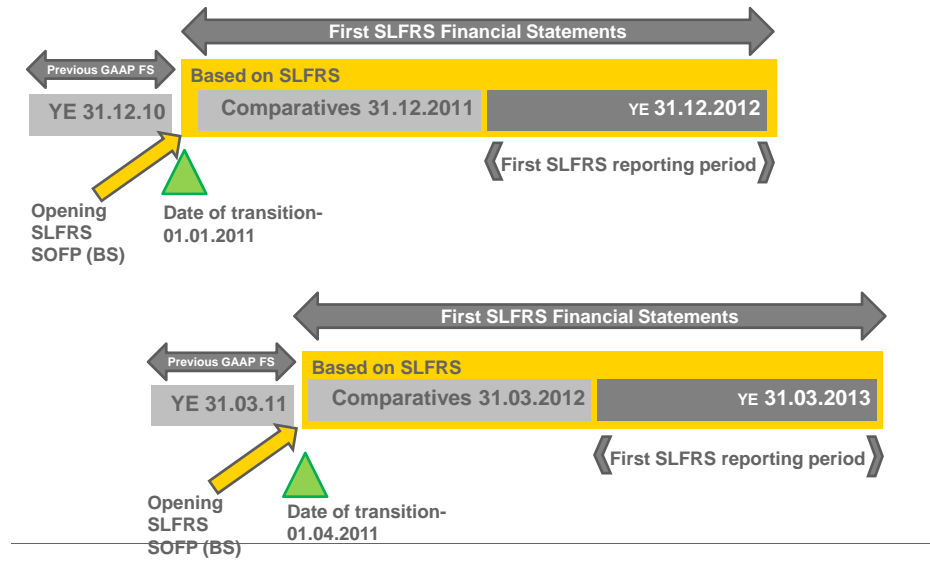 First SLFRS Financial Statements
Previous GAAP FS
Based on SLFRS
YE 31.12.10
Comparatives 31.12.2011
YE 31.12.2012
First SLFRS reporting period
Opening
SLFRS
SOFP (BS)
Date of transition-
01.01.2011
First SLFRS Financial Statements
Previous GAAP FS
Based on SLFRS
YE 31.03.11
Comparatives 31.03.2012
YE 31.03.2013
First SLFRS reporting period
Opening
SLFRS
SOFP (BS)
Date of transition-
01.04.2011